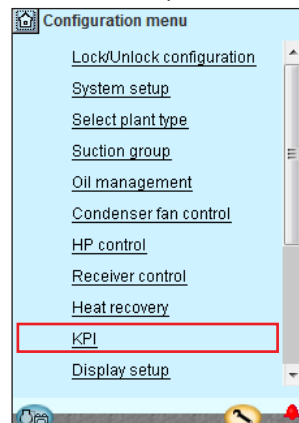 Configuration menu
Lock/Unlock configuration
System setup
Select plant type
Suction group
Oil management
Condenser fan control
HP control
Receiver control
Heat recovery
KPI
Display setup